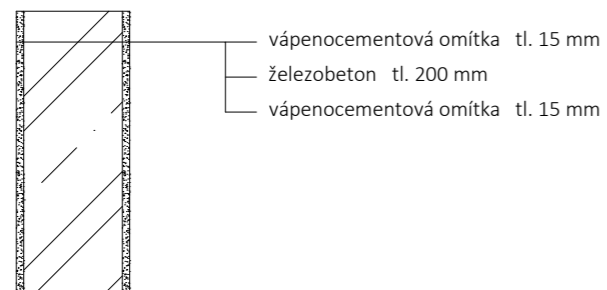 vápenocementová omítka tl. 15 mm
železobeton tl. 200 mm
vápenocementová omítka tl. 15 mm